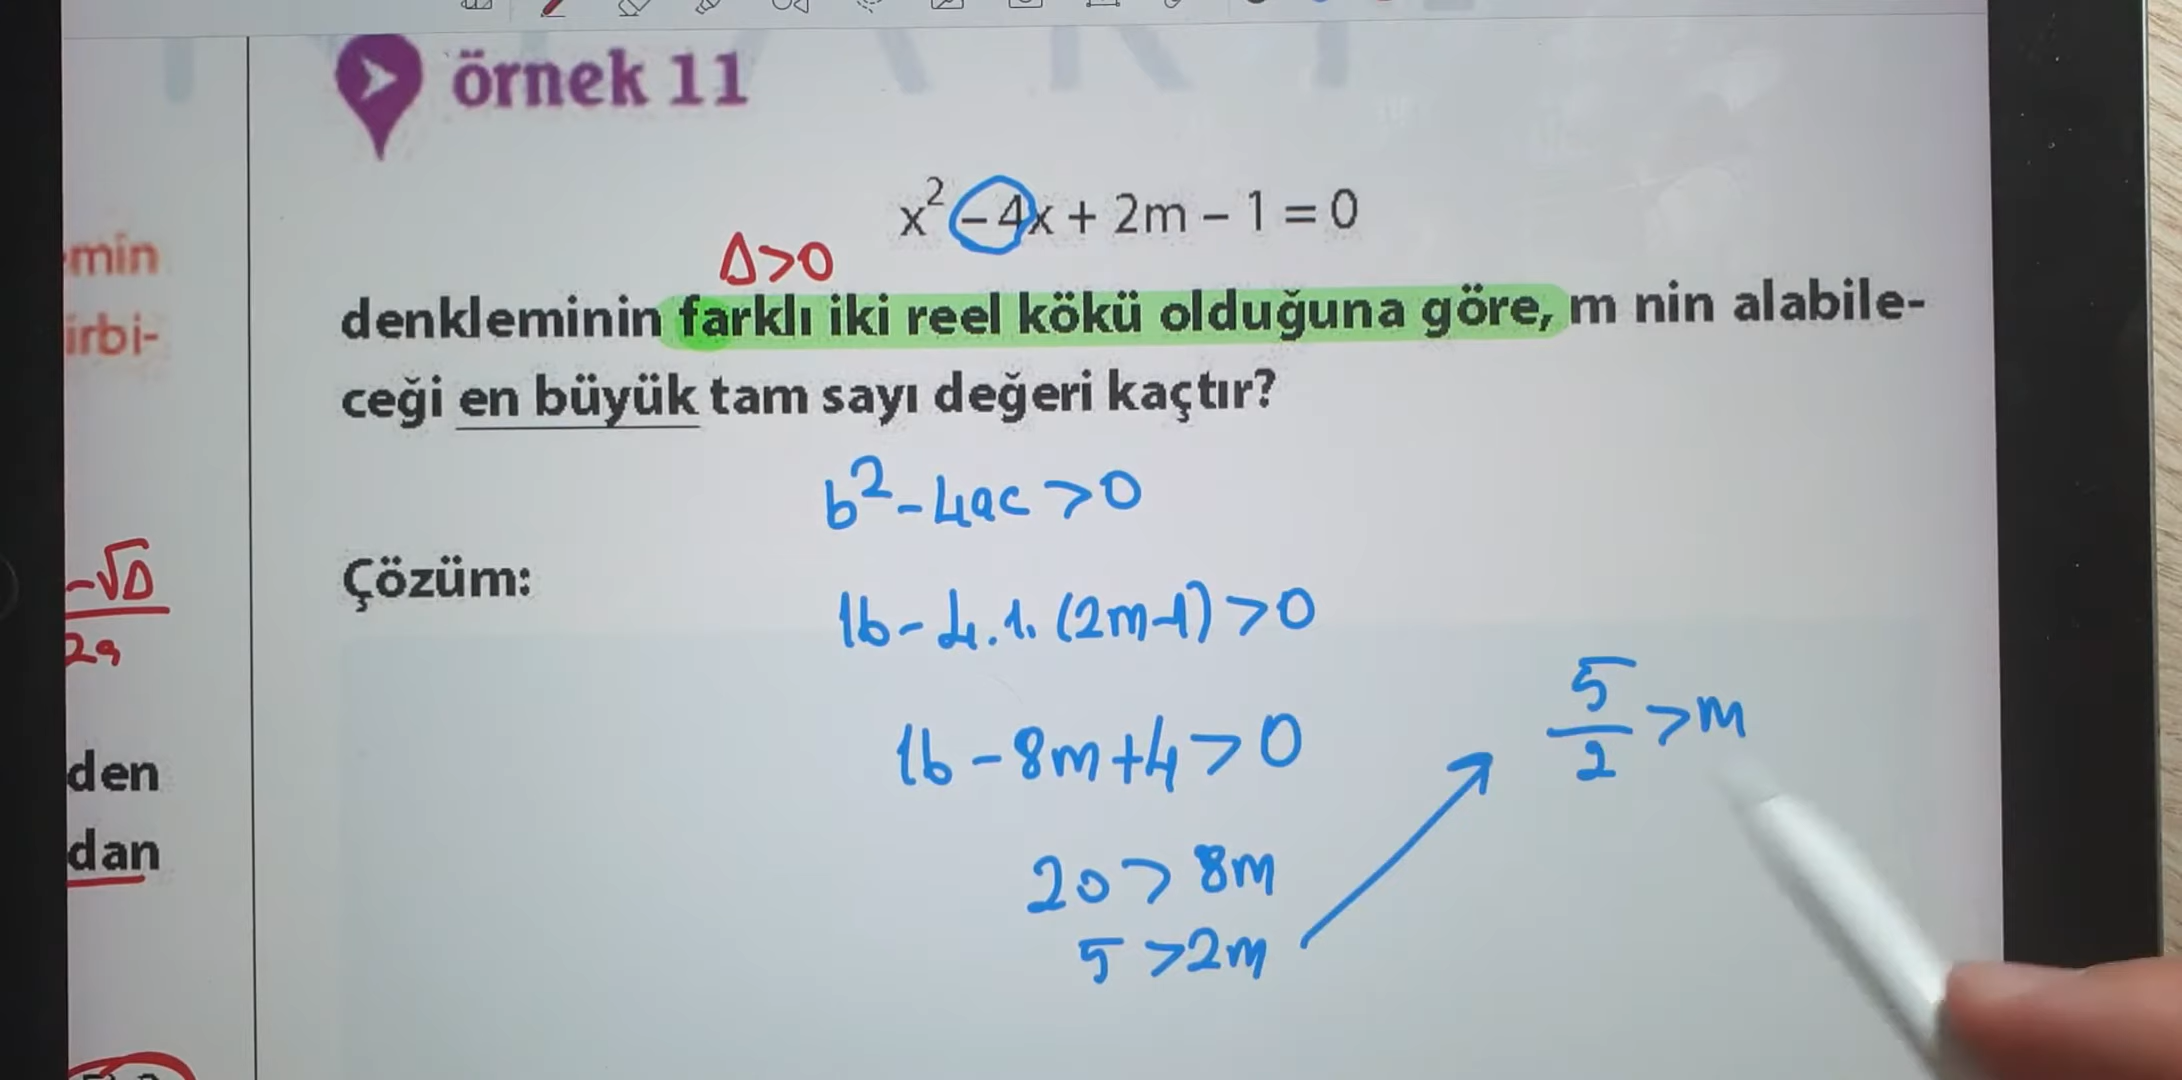 örnek 11
x² - 4x + 2m - 1 = 0
Δ>0
denkleminin farklı iki reel kökü olduğuna göre, m nin alabile-
ceği en büyük tam sayı değeri kaçtır?
b² - 4ac > 0
Çözüm:
16 - 4.1.(2m-1) > 0
16 - 8m + 4 > 0
20 > 8m
5 > 2m
5/2 > m
min
irbi-
-√Δ
2a
den
dan